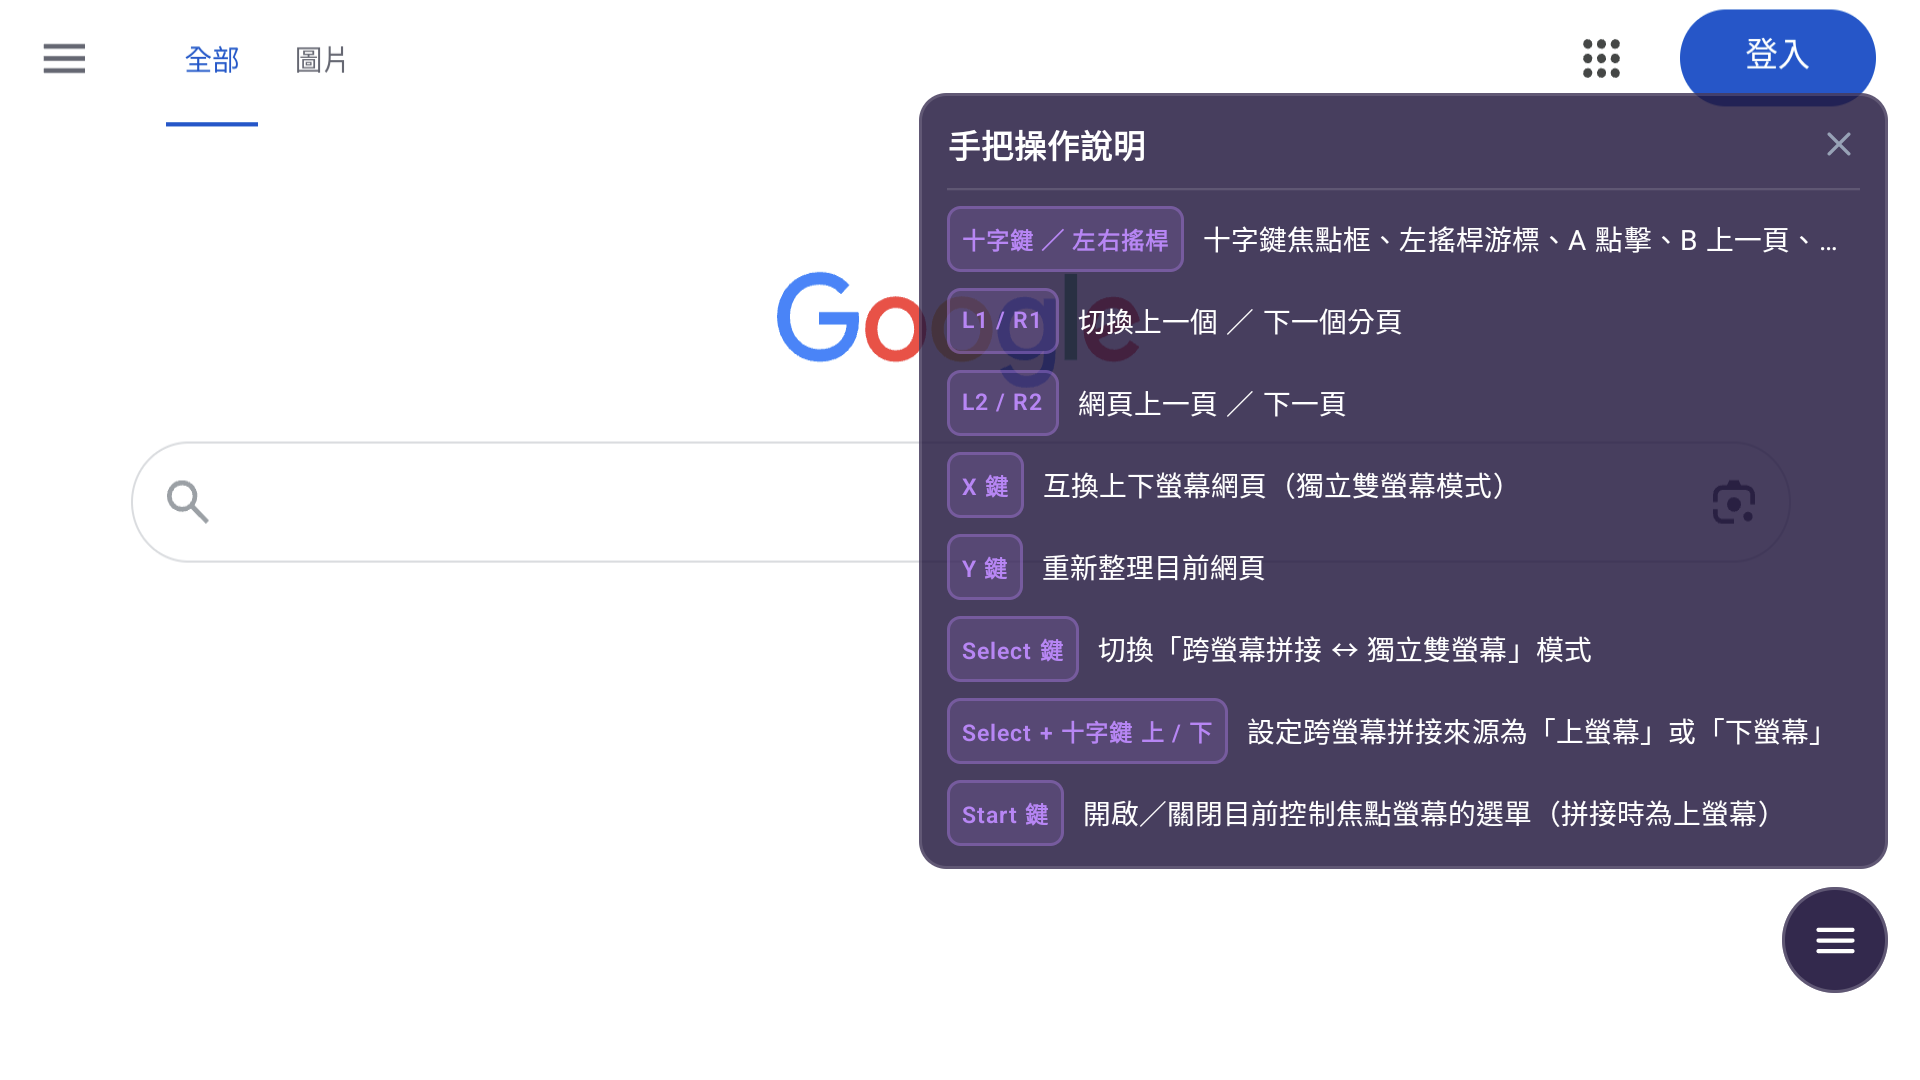 全部
圖片
登入
手把操作說明
十字鍵 ／ 左右搖桿 十字鍵焦點框、左搖桿游標、A 點擊、B 上一頁、...
Google
L1 / R1 切換上一個 ／ 下一個分頁
L2 / R2 網頁上一頁 ／ 下一頁
X 鍵 互換上下螢幕網頁（獨立雙螢幕模式）
Y 鍵 重新整理目前網頁
Select 鍵 切換「跨螢幕拼接 ↔ 獨立雙螢幕」模式
Select + 十字鍵 上 / 下 設定跨螢幕拼接來源為「上螢幕」或「下螢幕」
Start 鍵 開啟／關閉目前控制焦點螢幕的選單（拼接時為上螢幕）